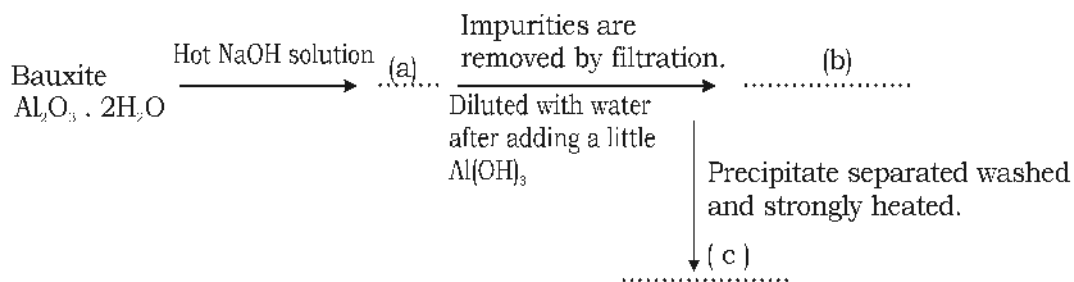 Impurities are
removed by filtration.
Hot NaOH solution
(a)
(b)
Bauxite
Al₂O₃ . 2H₂O
Diluted with water
after adding a little
Al(OH)₃
Precipitate separated washed
and strongly heated.
( c )